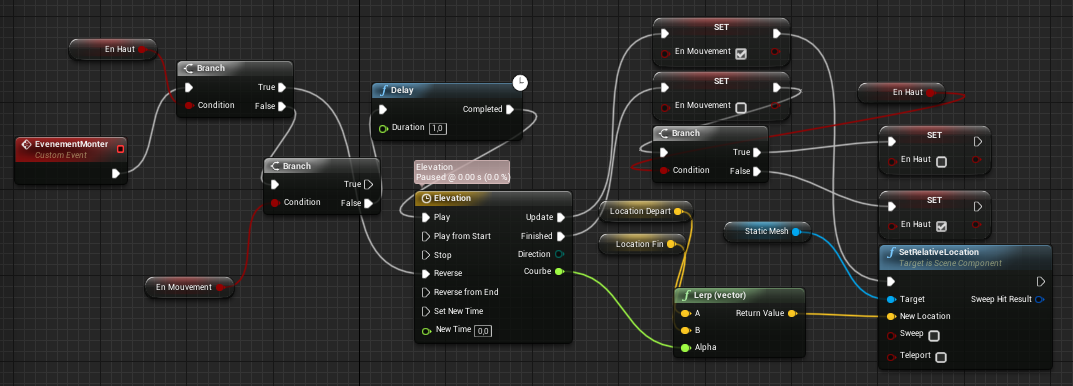 En Haut
Branch
True
Condition
False
EvenementMonter
Custom Event
Branch
True
Condition
False
En Mouvement
Delay
Completed
Duration 1,0
Elevation
Paused @ 0.00 s (0.0 %)
Elevation
Play Update
Play from Start Finished
Stop Direction
Reverse Courbe
Reverse from End
Set New Time
New Time 0,0
SET
En Mouvement
SET
En Mouvement
Branch
True
Condition
False
Location Depart
Location Fin
Lerp (vector)
A Return Value
B
Alpha
Static Mesh
En Haut
SET
En Haut
SET
En Haut
SetRelativeLocation
Target is Scene Component
Target Sweep Hit Result
New Location
Sweep
Teleport